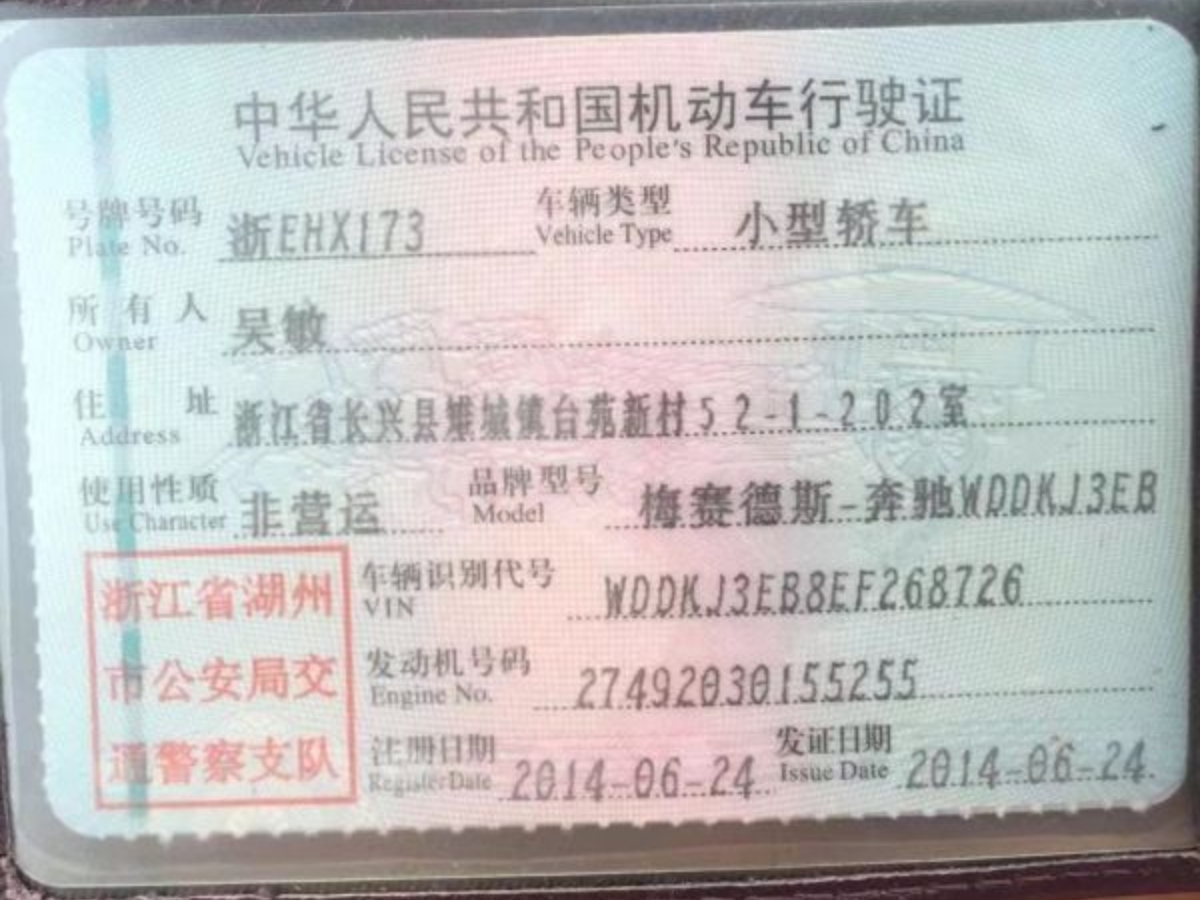 中华人民共和国机动车行驶证
Vehicle License of the People's Republic of China
号牌号码 浙EHX173 车辆类型 小型轿车
Plate No. Vehicle Type
所有人 吴敏
Owner
住址 浙江省长兴县雉城镇台苑新村52-1-202室
Address
使用性质 非营运 品牌型号 梅赛德斯-奔驰WDDKJ3EB
Use Character Model
浙江省湖州
市公安局交
通警察支队
车辆识别代号 WDDKJ3EB8EF268726
VIN
发动机号码 27492030155255
Engine No.
注册日期 2014-06-24 发证日期 2014-06-24
Register Date Issue Date